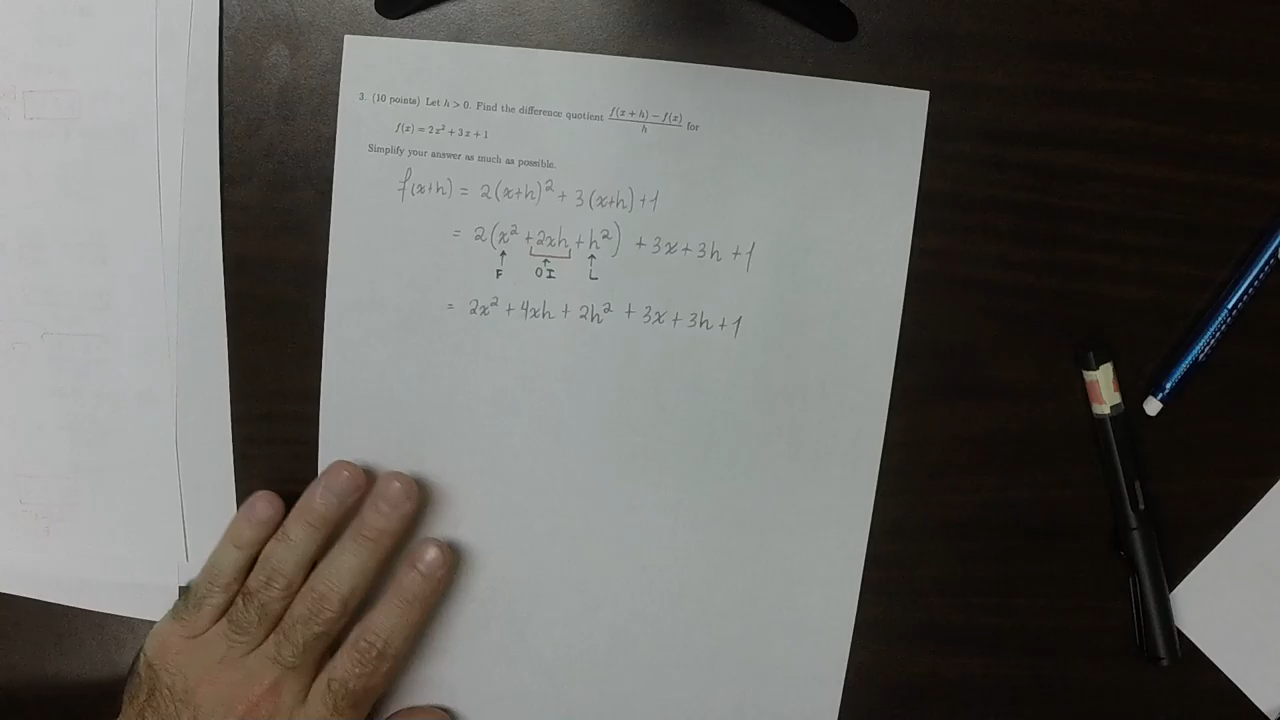 3. (10 points) Let h > 0. Find the difference quotient f(x + h) − f(x) / h for
f(x) = 2x² + 3x + 1
Simplify your answer as much as possible.
f(x+h) = 2(x+h)² + 3(x+h) + 1
= 2(x² + 2xh + h²) + 3x + 3h + 1
F OI L
= 2x² + 4xh + 2h² + 3x + 3h + 1